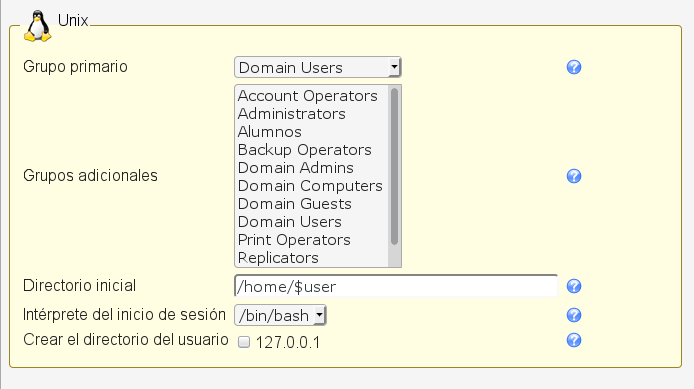 Unix
Grupo primario Domain Users
Account Operators
Administrators
Alumnos
Backup Operators
Domain Admins
Grupos adicionales
Domain Computers
Domain Guests
Domain Users
Print Operators
Replicators
Directorio inicial /home/$user
Intérprete del inicio de sesión /bin/bash
Crear el directorio del usuario 127.0.0.1